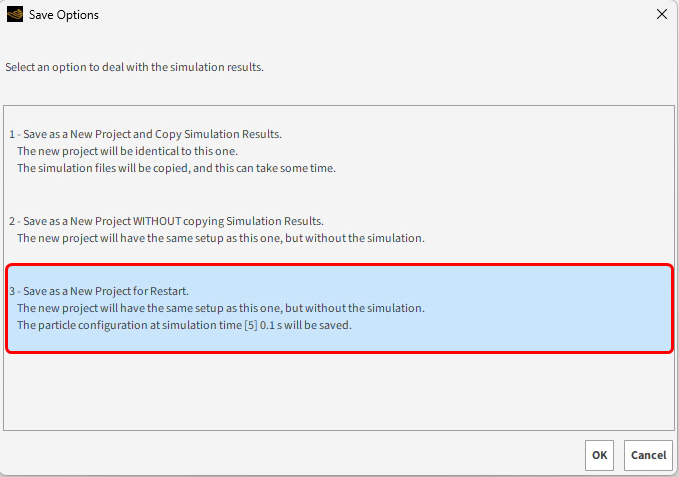 Save Options
Select an option to deal with the simulation results.
1 - Save as a New Project and Copy Simulation Results.
The new project will be identical to this one.
The simulation files will be copied, and this can take some time.
2 - Save as a New Project WITHOUT copying Simulation Results.
The new project will have the same setup as this one, but without the simulation.
3 - Save as a New Project for Restart.
The new project will have the same setup as this one, but without the simulation.
The particle configuration at simulation time [5] 0.1 s will be saved.
OK Cancel